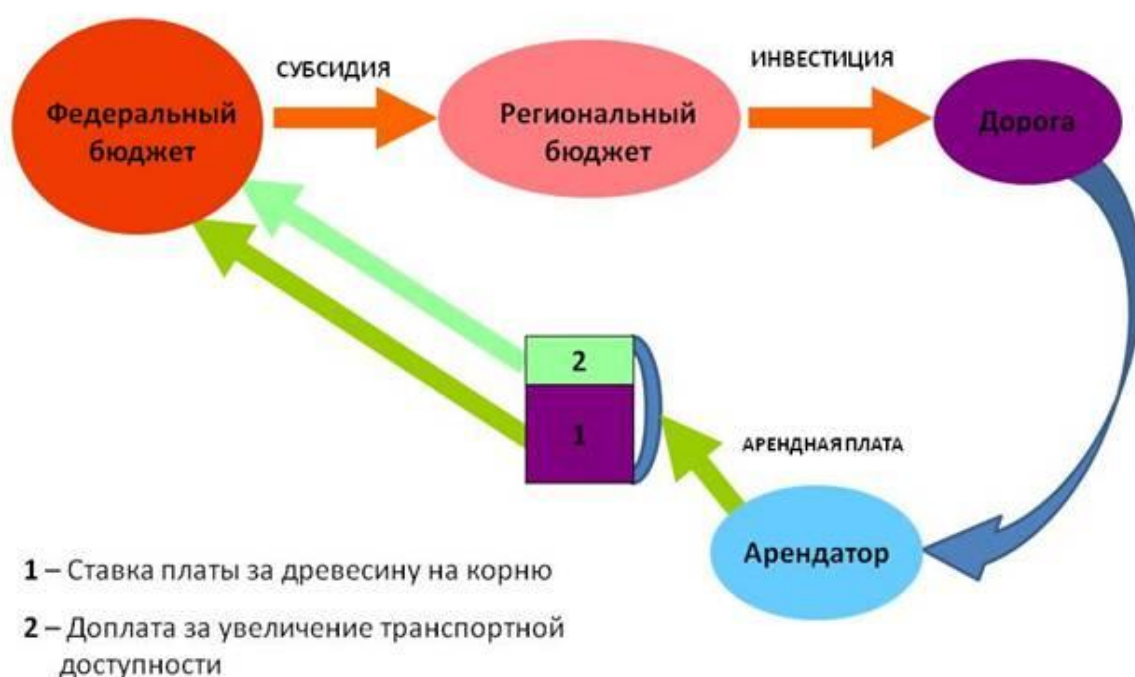 СУБСИДИЯ
ИНВЕСТИЦИЯ
Федеральный
бюджет
Региональный
бюджет
Дорога
2
1
АРЕНДНАЯ ПЛАТА
Арендатор
1 – Ставка платы за древесину на корню
2 – Доплата за увеличение транспортной
доступности